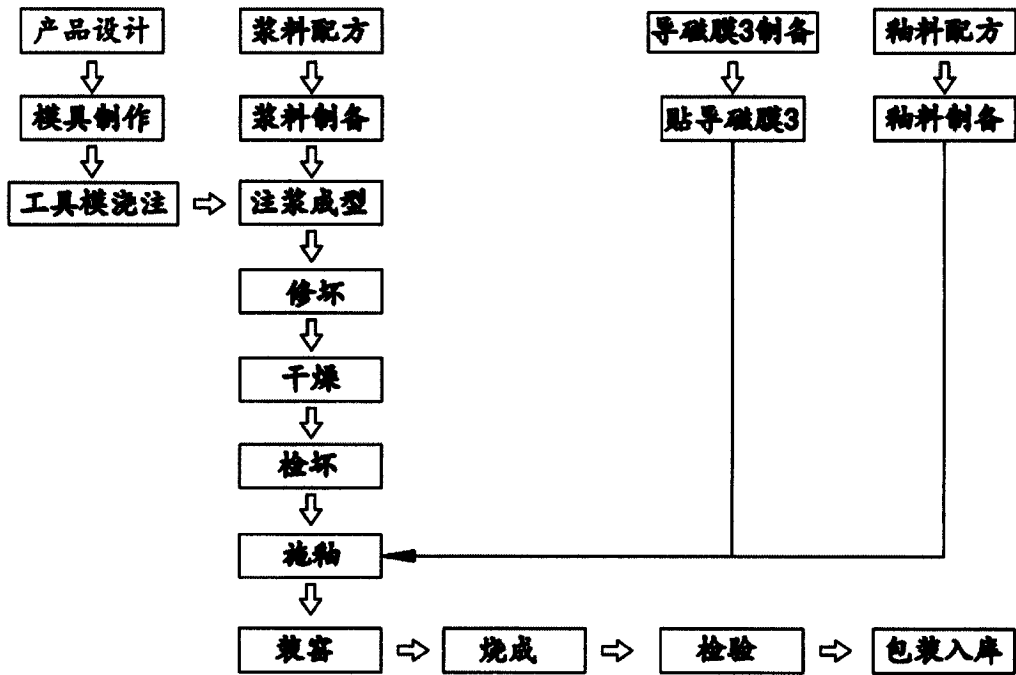 产品设计
浆料配方
导磁膜3制备
釉料配方
模具制作
浆料制备
贴导磁膜3
釉料制备
工具模浇注
注浆成型
修坏
干燥
检坏
施釉
装窑
烧成
检验
包装入库